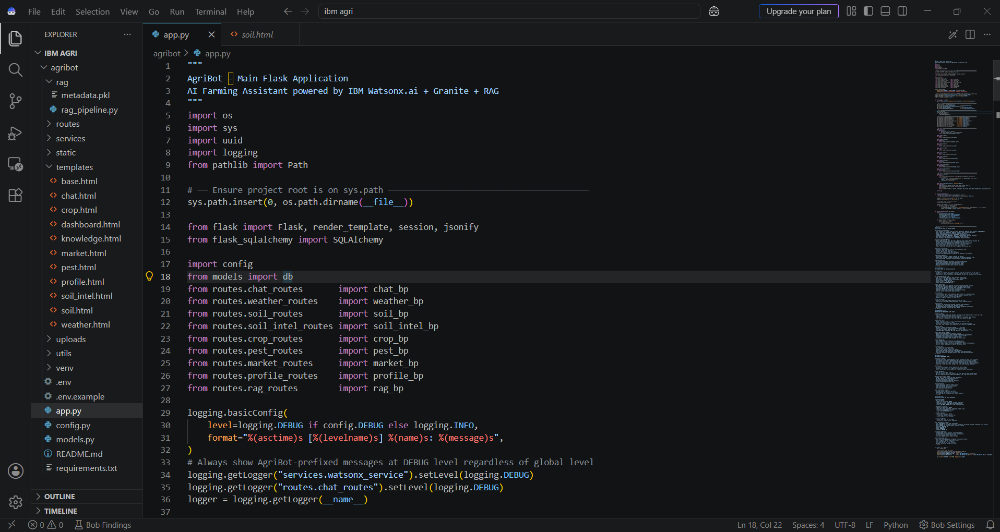 File Edit Selection View Go Run Terminal Help
ibm agri
Upgrade your plan
EXPLORER
IBM AGRI
agribot
rag
metadata.pkl
rag_pipeline.py
routes
services
static
templates
base.html
chat.html
crop.html
dashboard.html
knowledge.html
market.html
pest.html
profile.html
soil_intel.html
soil.html
weather.html
uploads
utils
venv
.env
.env.example
app.py
config.py
models.py
README.md
requirements.txt
OUTLINE
TIMELINE
app.py
soil.html
agribot > app.py
1 """
2 AgriBot – Main Flask Application
3 AI Farming Assistant powered by IBM Watsonx.ai + Granite + RAG
4 """
5 import os
6 import sys
7 import uuid
8 import logging
9 from pathlib import Path
10
11 # —— Ensure project root is on sys.path ————————————————————
12 sys.path.insert(0, os.path.dirname(__file__))
13
14 from flask import Flask, render_template, session, jsonify
15 from flask_sqlalchemy import SQLAlchemy
16
17 import config
18 from models import db
19 from routes.chat_routes       import chat_bp
20 from routes.weather_routes    import weather_bp
21 from routes.soil_routes       import soil_bp
22 from routes.soil_intel_routes import soil_intel_bp
23 from routes.crop_routes       import crop_bp
24 from routes.pest_routes       import pest_bp
25 from routes.market_routes     import market_bp
26 from routes.profile_routes    import profile_bp
27 from routes.rag_routes        import rag_bp
28
29 logging.basicConfig(
30     level=logging.DEBUG if config.DEBUG else logging.INFO,
31     format="%(asctime)s [%(levelname)s] %(name)s: %(message)s",
32 )
33 # Always show AgriBot-prefixed messages at DEBUG level regardless of global level
34 logging.getLogger("services.watsonx_service").setLevel(logging.DEBUG)
35 logging.getLogger("routes.chat_routes").setLevel(logging.DEBUG)
36 logger = logging.getLogger(__name__)
37
0 0 Bob Findings
Ln 18, Col 22 Spaces: 4 UTF-8 LF Python Bob Settings